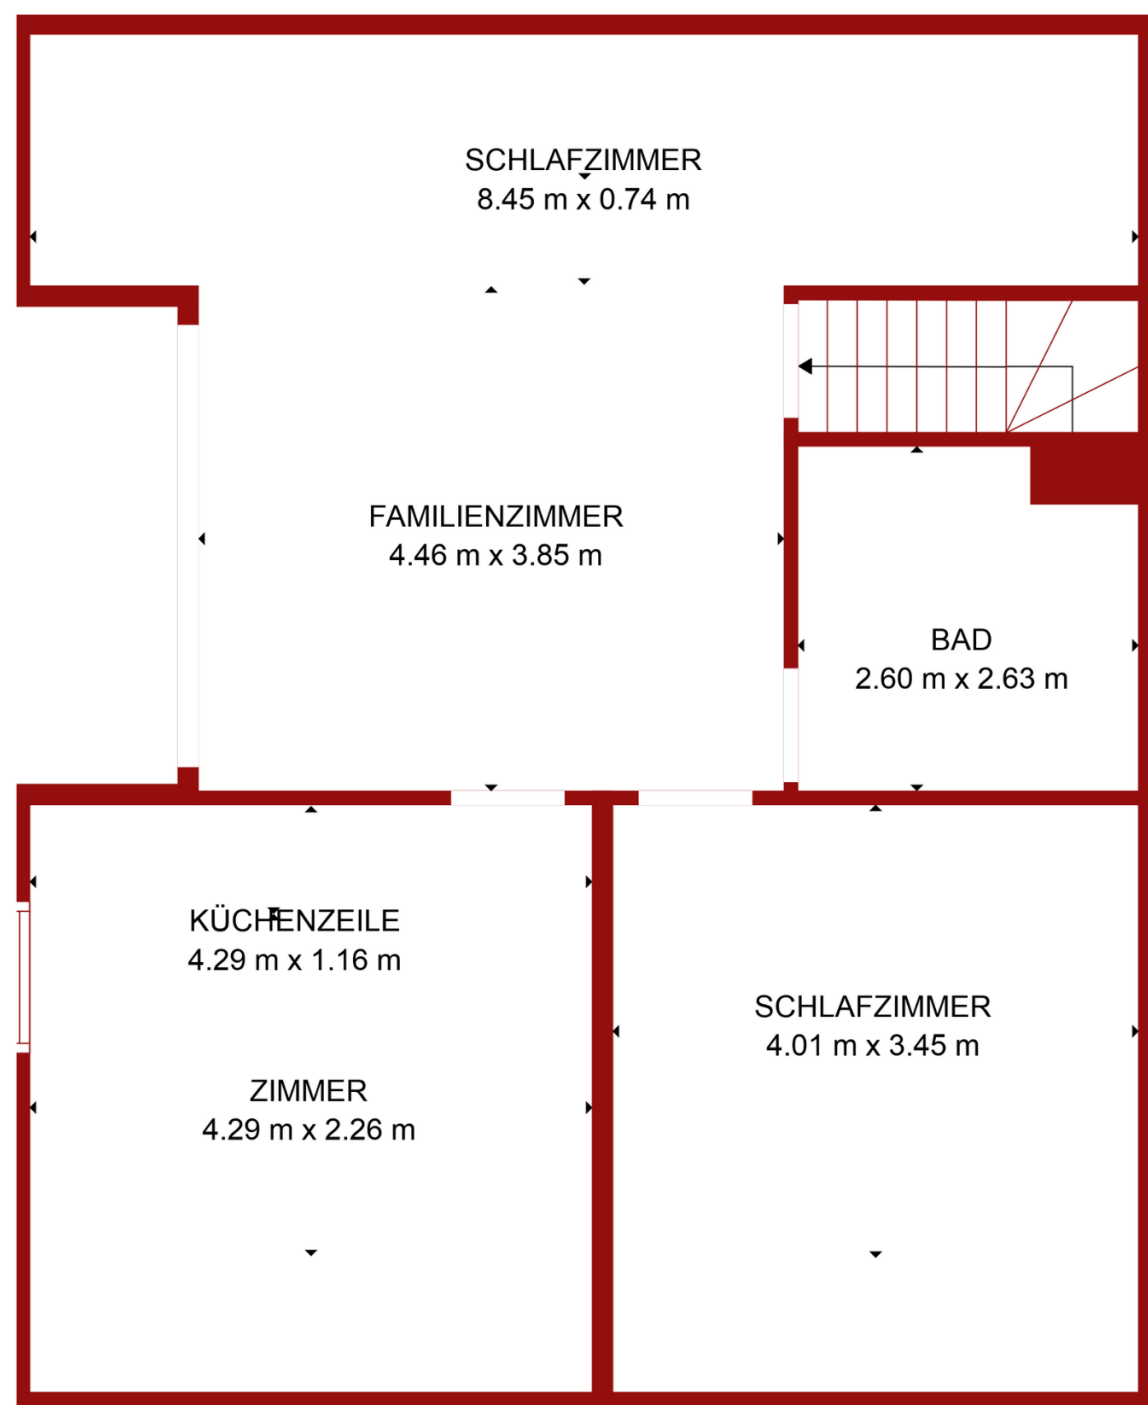 SCHLAFZIMMER
8.45 m x 0.74 m
FAMILIENZIMMER
4.46 m x 3.85 m
BAD
2.60 m x 2.63 m
KÜCHENZEILE
4.29 m x 1.16 m
SCHLAFZIMMER
4.01 m x 3.45 m
ZIMMER
4.29 m x 2.26 m